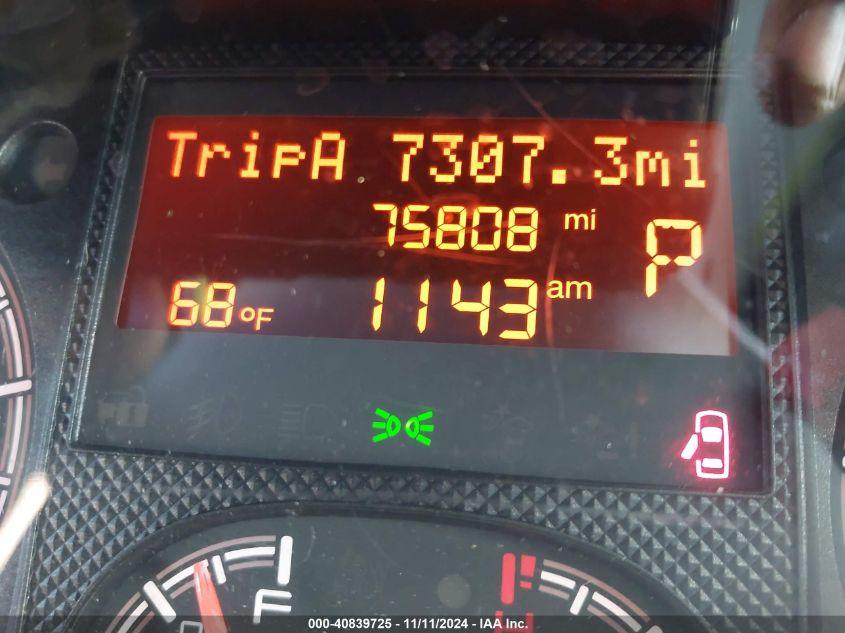 TripA 7307.3mi
75808 mi
P
68°F 1143 am
F
H
000-40839725 - 11/11/2024 - IAA Inc.